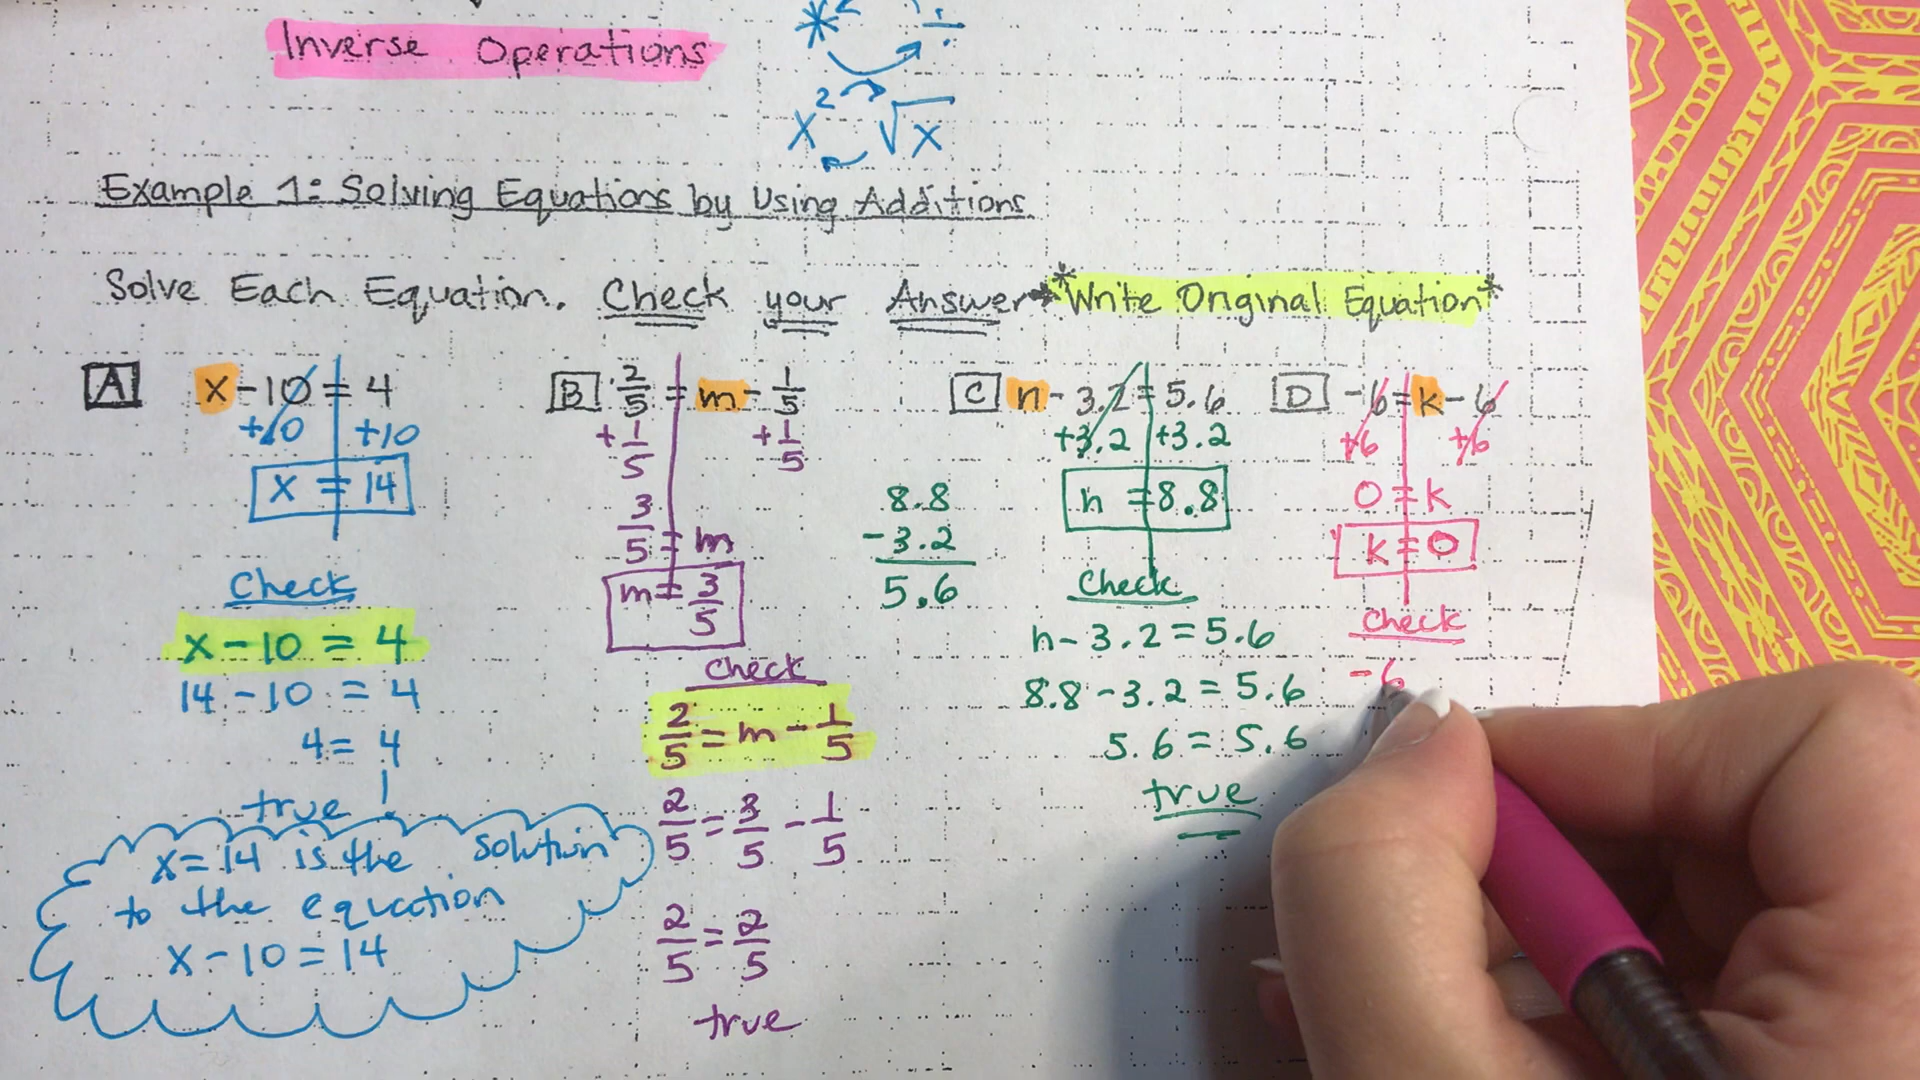 Inverse Operations
* ÷
x² √x
Example 1: Solving Equations by Using Additions
Solve Each Equation. Check your Answer → *Write Original Equation*
A x - 10 = 4
+10 +10
x = 14
Check
x - 10 = 4
14 - 10 = 4
4 = 4
true
x = 14 is the solution
to the equation
x - 10 = 14
B 2/5 = m - 1/5
+1/5 +1/5
3/5 = m
m = 3/5
Check
2/5 = m - 1/5
2/5 = 3/5 - 1/5
2/5 = 2/5
true
8.8
-3.2
5.6
C n - 3.2 = 5.6
+3.2 +3.2
n = 8.8
Check
n - 3.2 = 5.6
8.8 - 3.2 = 5.6
5.6 = 5.6
true
D -6 = k - 6
+6 +6
0 = k
k = 0
Check
-6